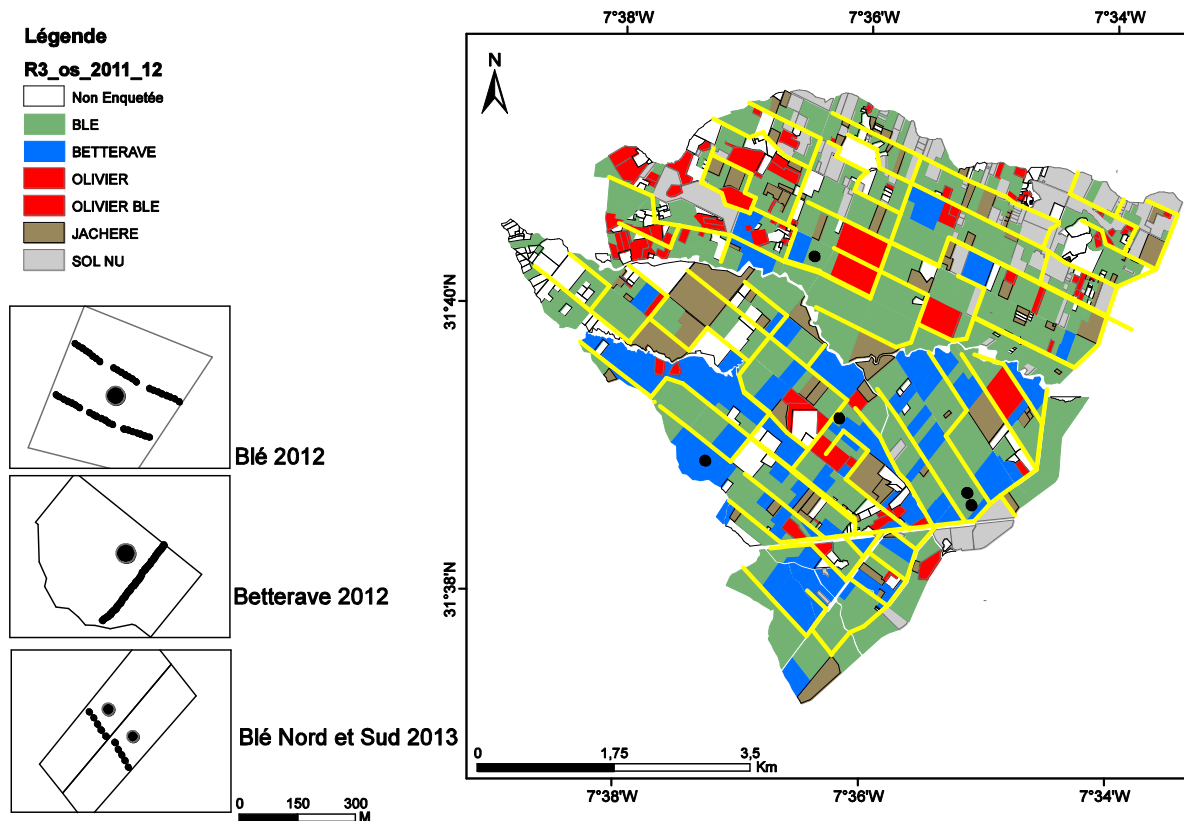 Légende
R3_os_2011_12
Non Enquetée
BLE
BETTERAVE
OLIVIER
OLIVIER BLE
JACHERE
SOL NU
Blé 2012
Betterave 2012
Blé Nord et Sud 2013
0 150 300
M
7°38'W 7°36'W 7°34'W
N
31°40'N
31°38'N
0 1,75 3,5
Km
7°38'W 7°36'W 7°34'W